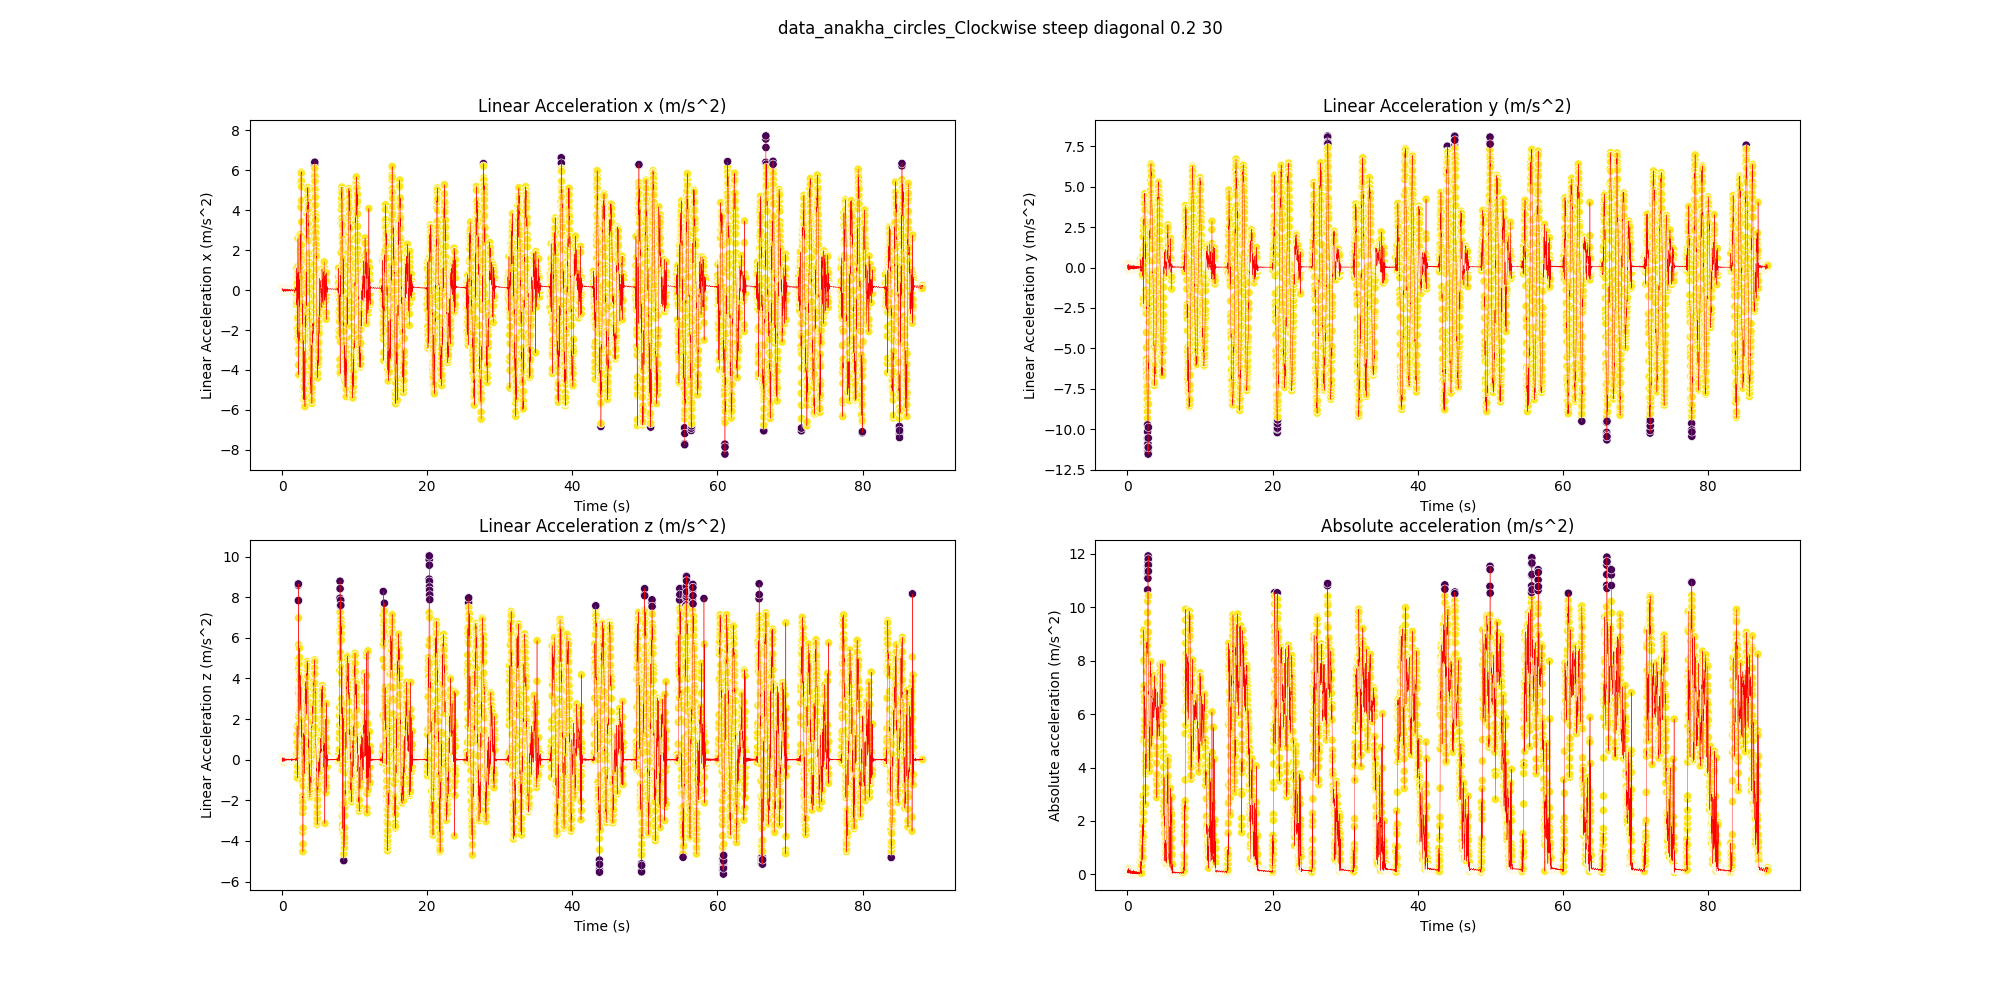 data_anakha_circles_Clockwise steep diagonal 0.2 30
Linear Acceleration x (m/s^2)
Linear Acceleration x (m/s^2)
8
6
4
2
0
−2
−4
−6
−8
0 20 40 60 80
Time (s)
Linear Acceleration y (m/s^2)
Linear Acceleration y (m/s^2)
7.5
5.0
2.5
0.0
−2.5
−5.0
−7.5
−10.0
−12.5
0 20 40 60 80
Time (s)
Linear Acceleration z (m/s^2)
Linear Acceleration z (m/s^2)
10
8
6
4
2
0
−2
−4
−6
0 20 40 60 80
Time (s)
Absolute acceleration (m/s^2)
Absolute acceleration (m/s^2)
12
10
8
6
4
2
0
0 20 40 60 80
Time (s)